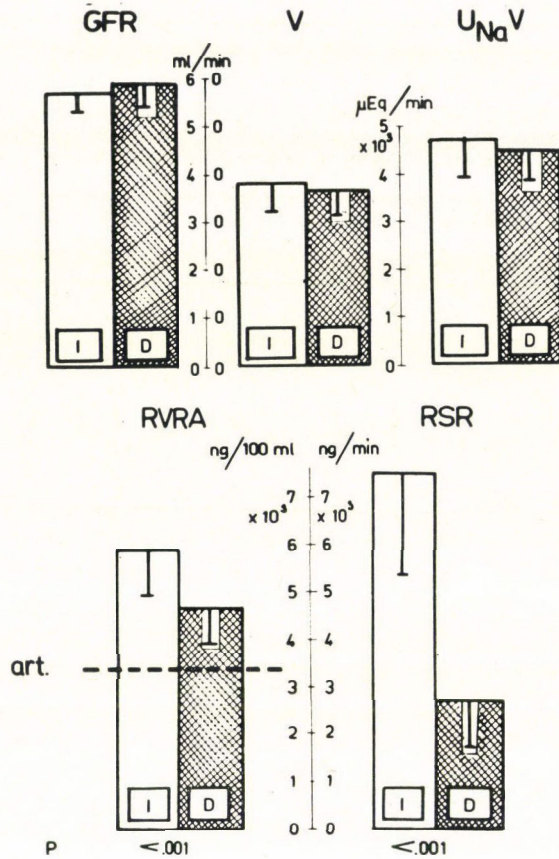 GFR V U_Na V
ml/min
6 0
5 0
4 0
3 0
2 0
1 0
0 0
µEq/min
5
x 10³
4
3
2
1
0
I D
I D
I D
RVRA RSR
ng/100 ml ng/min
7 7
x 10³ x 10³
6 6
5 5
4 4
art.
3 3
2 2
1 1
0 0
I D
I D
P <.001 <.001